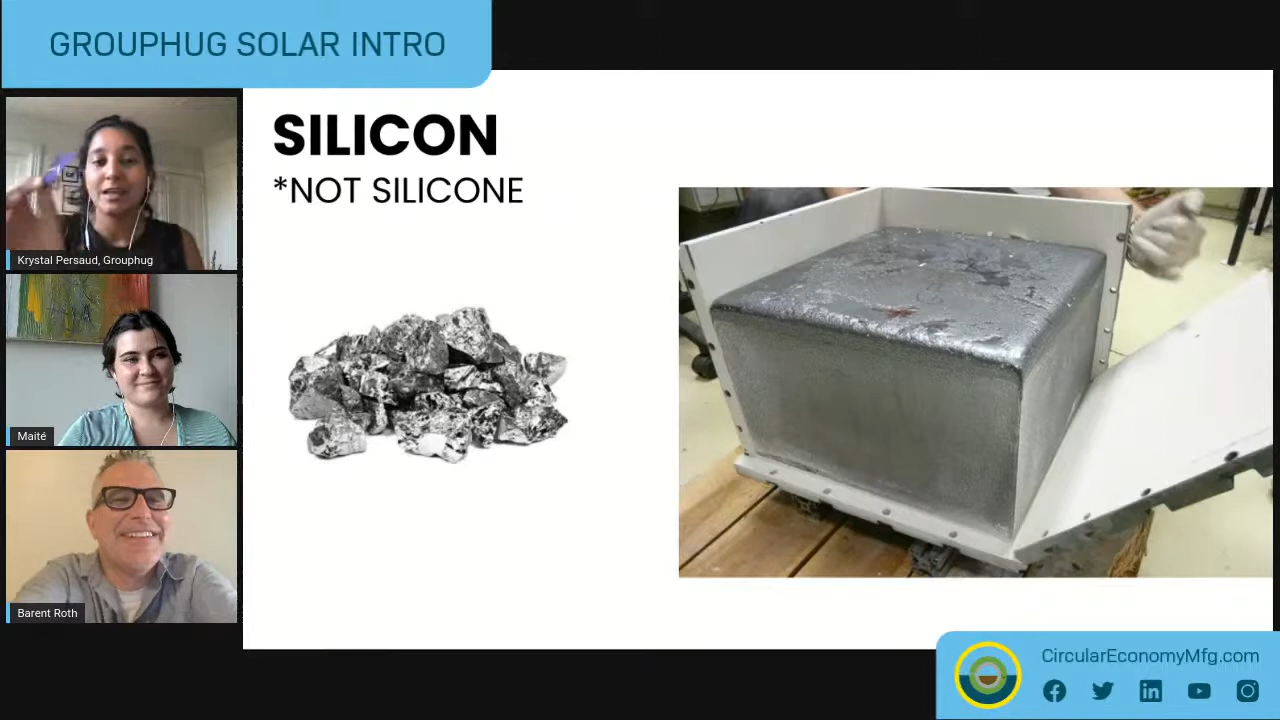 GROUPHUG SOLAR INTRO
SILICON
*NOT SILICONE
Krystal Persaud, Grouphug
Maité
Barent Roth
CircularEconomyMfg.com